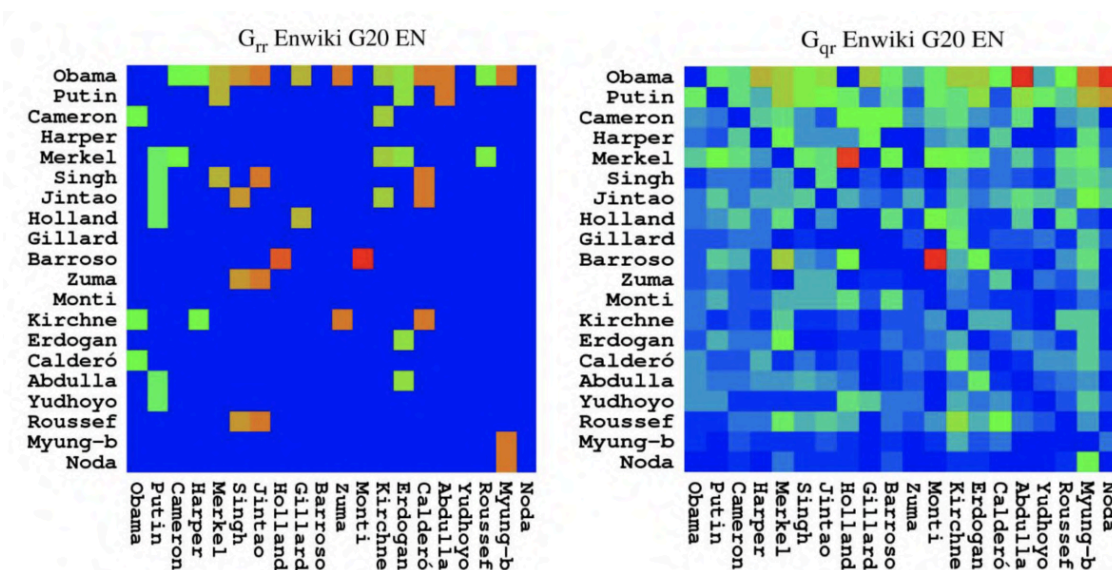 G_rr Enwiki G20 EN
Obama
Putin
Cameron
Harper
Merkel
Singh
Jintao
Holland
Gillard
Barroso
Zuma
Monti
Kirchne
Erdogan
Calderó
Abdulla
Yudhoyo
Roussef
Myung-b
Noda
Obama
Putin
Cameron
Harper
Merkel
Singh
Jintao
Holland
Gillard
Barroso
Zuma
Monti
Kirchne
Erdogan
Calderó
Abdulla
Yudhoyo
Roussef
Myung-b
Noda
G_qr Enwiki G20 EN
Obama
Putin
Cameron
Harper
Merkel
Singh
Jintao
Holland
Gillard
Barroso
Zuma
Monti
Kirchne
Erdogan
Calderó
Abdulla
Yudhoyo
Roussef
Myung-b
Noda
Obama
Putin
Cameron
Harper
Merkel
Singh
Jintao
Holland
Gillard
Barroso
Zuma
Monti
Kirchne
Erdogan
Calderó
Abdulla
Yudhoyo
Roussef
Myung-b
Noda